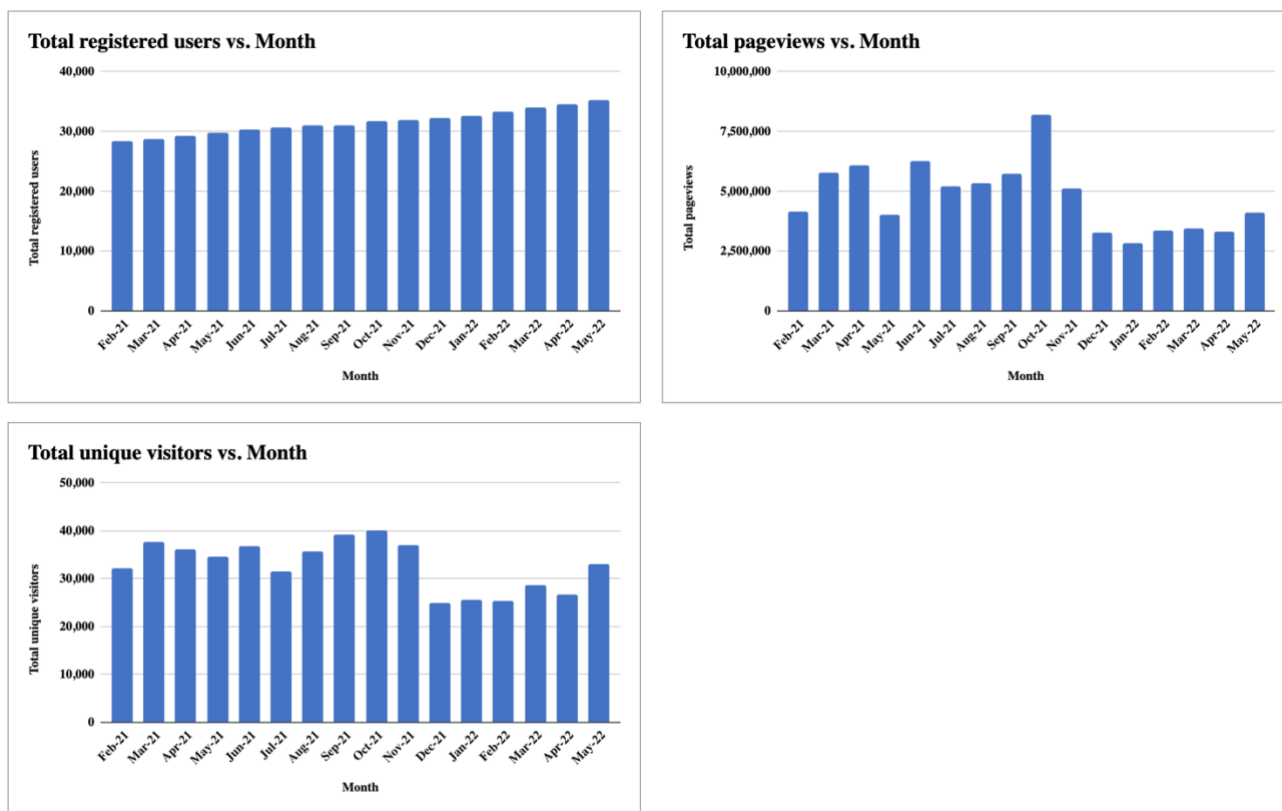 Total registered users vs. Month
40,000
30,000
20,000
10,000
0
Total registered users
Feb-21 Mar-21 Apr-21 May-21 Jun-21 Jul-21 Aug-21 Sep-21 Oct-21 Nov-21 Dec-21 Jan-22 Feb-22 Mar-22 Apr-22 May-22
Month
Total pageviews vs. Month
10,000,000
7,500,000
5,000,000
2,500,000
0
Total pageviews
Feb-21 Mar-21 Apr-21 May-21 Jun-21 Jul-21 Aug-21 Sep-21 Oct-21 Nov-21 Dec-21 Jan-22 Feb-22 Mar-22 Apr-22 May-22
Month
Total unique visitors vs. Month
50,000
40,000
30,000
20,000
10,000
0
Total unique visitors
Feb-21 Mar-21 Apr-21 May-21 Jun-21 Jul-21 Aug-21 Sep-21 Oct-21 Nov-21 Dec-21 Jan-22 Feb-22 Mar-22 Apr-22 May-22
Month